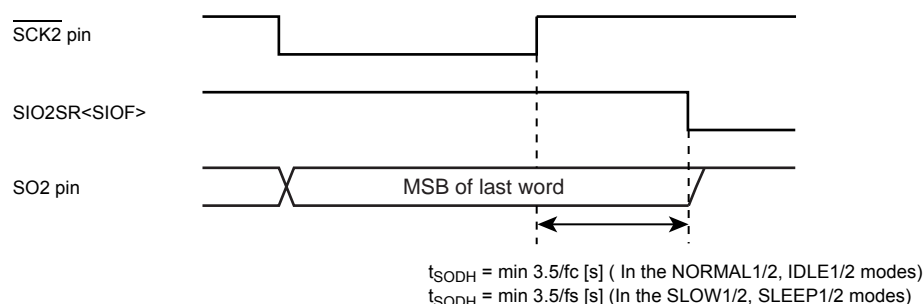 SCK2 pin
SIO2SR<SIOF>
SO2 pin
MSB of last word
tSODH = min 3.5/fc [s] ( In the NORMAL1/2, IDLE1/2 modes)
tSODH = min 3.5/fs [s] (In the SLOW1/2, SLEEP1/2 modes)